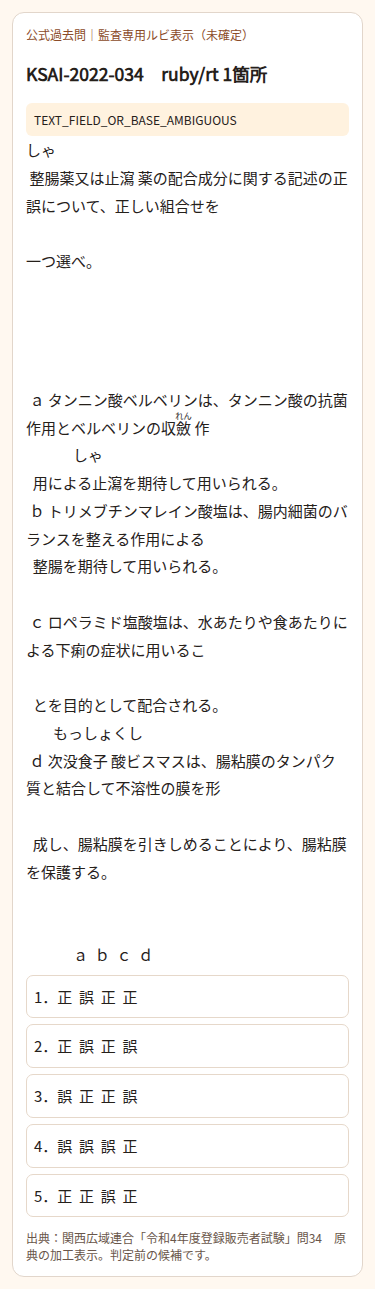 公式過去問｜監査専用ルビ表示（未確定）
KSAI-2022-034　ruby/rt 1箇所
TEXT_FIELD_OR_BASE_AMBIGUOUS
しゃ
整腸薬又は止瀉 薬の配合成分に関する記述の正
誤について、正しい組合せを
一つ選べ。
ａ タンニン酸ベルベリンは、タンニン酸の抗菌
れん
作用とベルベリンの収斂 作
しゃ
用による止瀉を期待して用いられる。
ｂ トリメブチンマレイン酸塩は、腸内細菌のバ
ランスを整える作用による
整腸を期待して用いられる。
ｃ ロペラミド塩酸塩は、水あたりや食あたりに
よる下痢の症状に用いるこ
とを目的として配合される。
もっしょくし
ｄ 次没食子 酸ビスマスは、腸粘膜のタンパク
質と結合して不溶性の膜を形
成し、腸粘膜を引きしめることにより、腸粘膜
を保護する。
ａ ｂ ｃ ｄ
1．正 誤 正 正
2．正 誤 正 誤
3．誤 正 正 誤
4．誤 誤 誤 正
5．正 正 誤 正
出典：関西広域連合「令和4年度登録販売者試験」問34　原
典の加工表示。判定前の候補です。